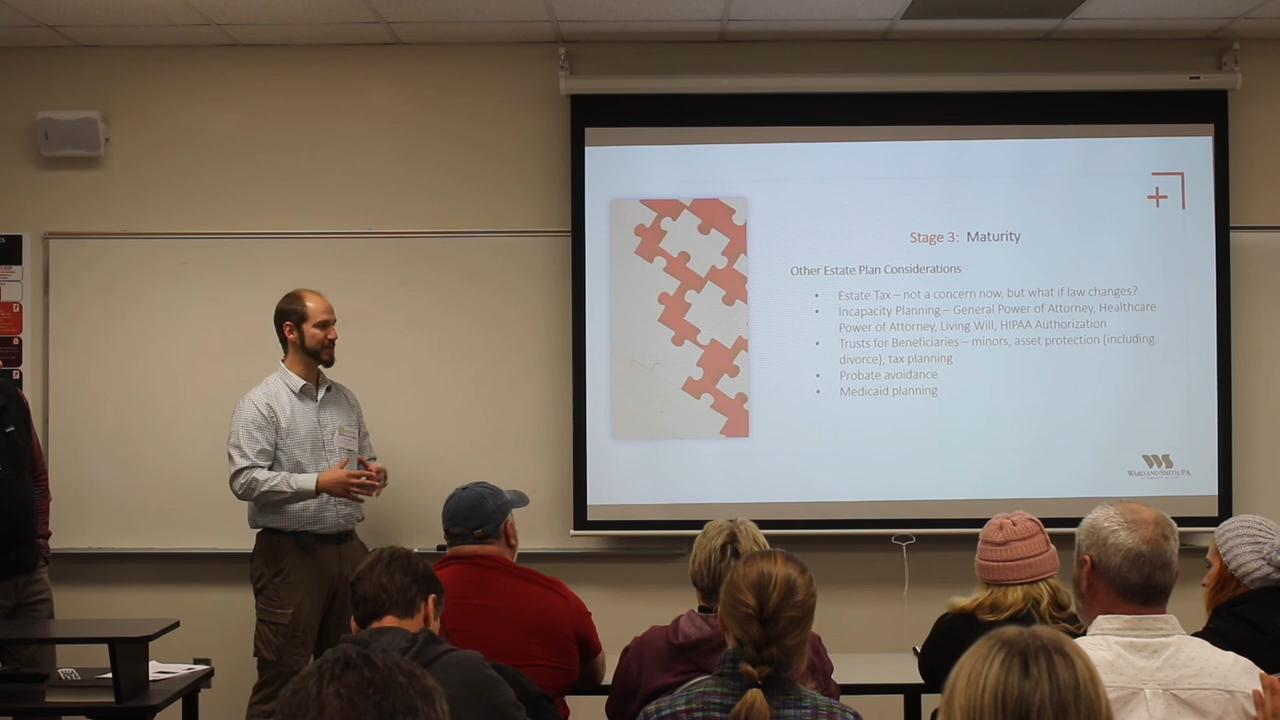 Stage 3: Maturity
Other Estate Plan Considerations
• Estate Tax – not a concern now, but what if law changes?
• Incapacity Planning – General Power of Attorney, Healthcare
Power of Attorney, Living Will, HIPAA Authorization
• Trusts for Beneficiaries – minors, asset protection (including
divorce), tax planning
• Probate avoidance
• Medicaid planning
WARD AND SMITH, P.A.